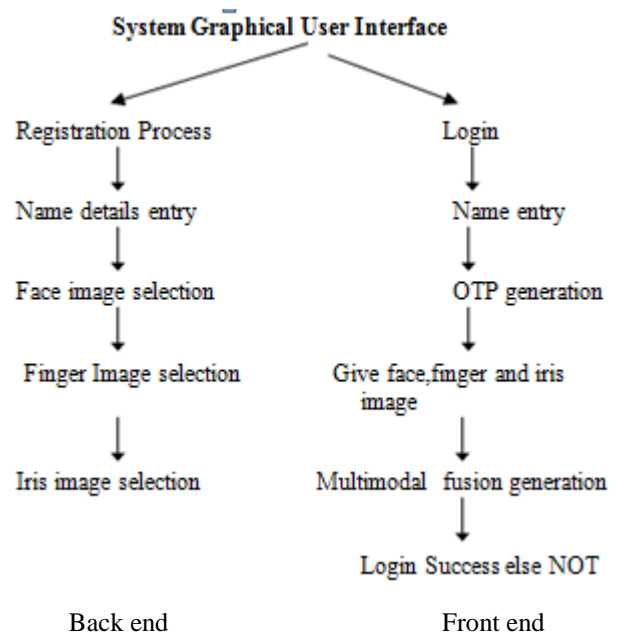 System Graphical User Interface
Registration Process
Name details entry
Face image selection
Finger Image selection
Iris image selection
Back end
Login
Name entry
OTP generation
Give face,finger and iris
image
Multimodal fusion generation
Login Success else NOT
Front end